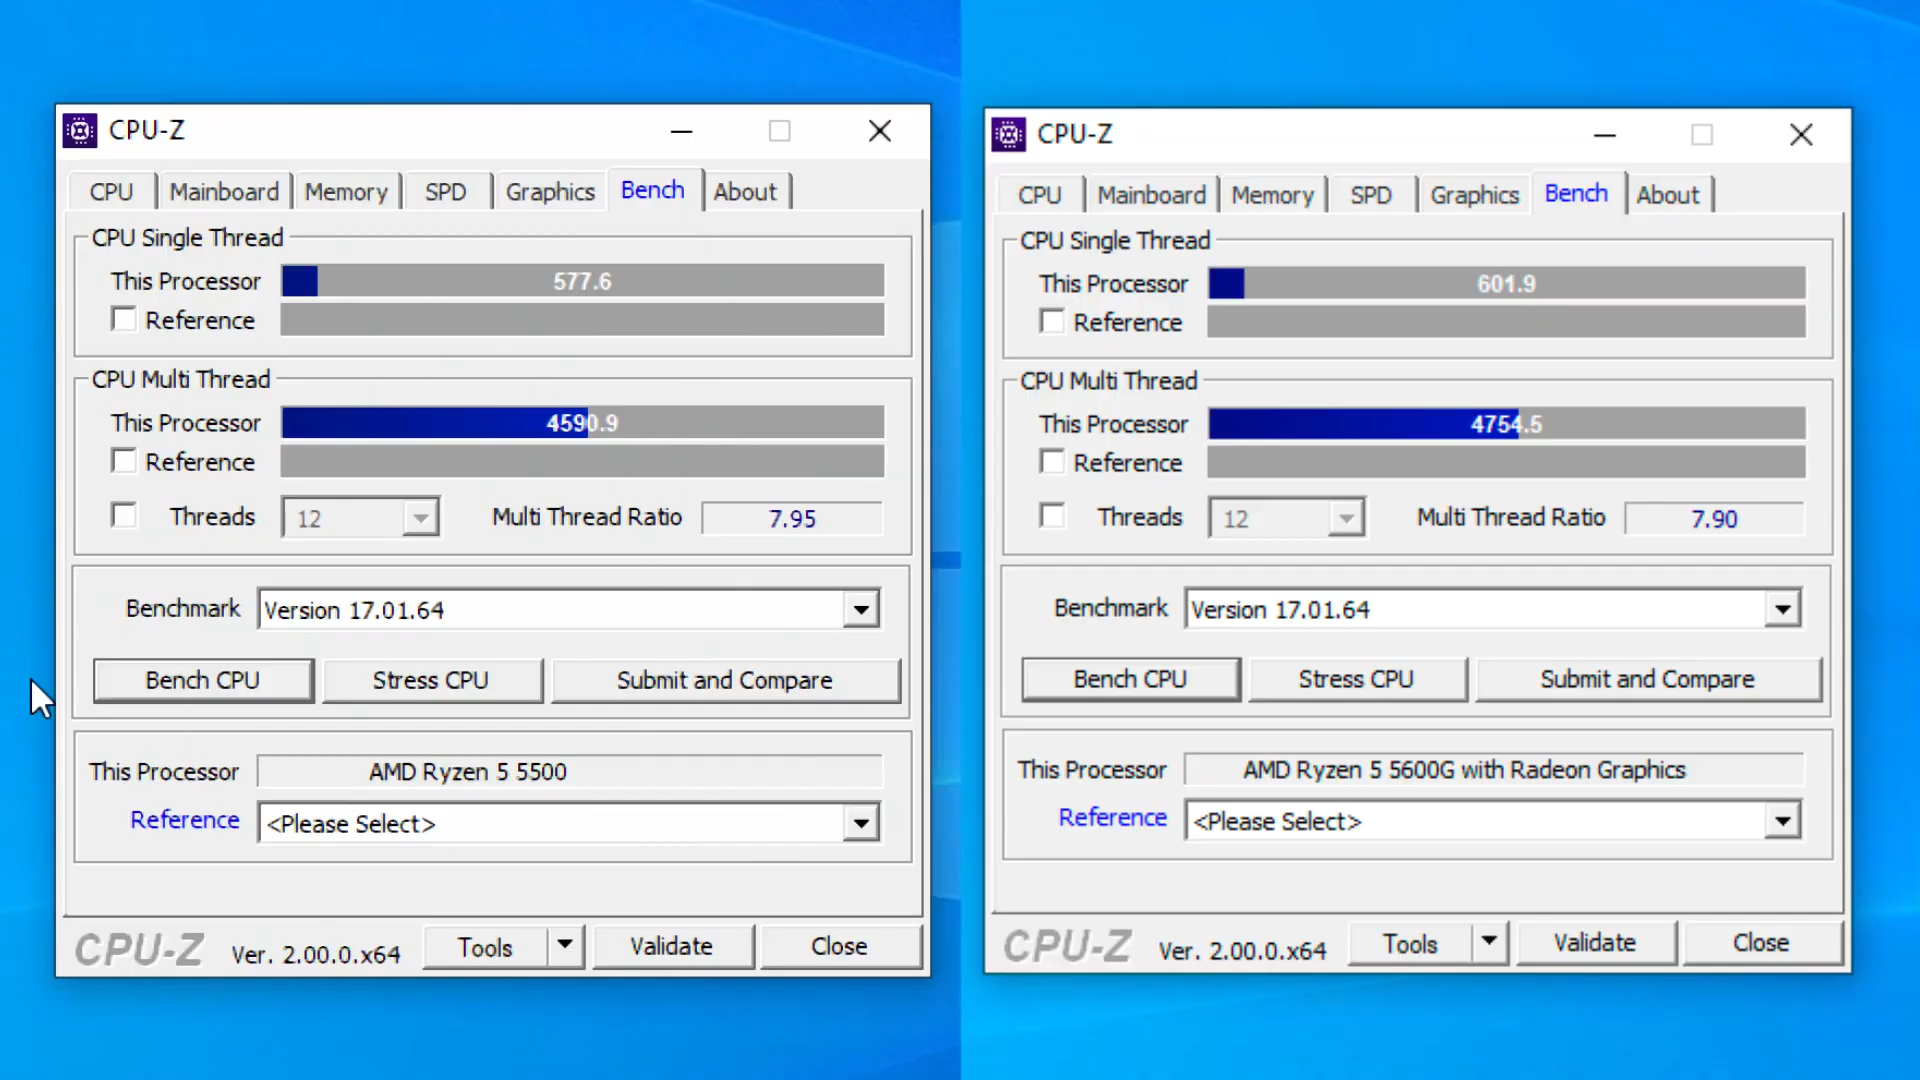 CPU-Z
CPU Mainboard Memory SPD Graphics Bench About
CPU Single Thread
This Processor 577.6
Reference
CPU Multi Thread
This Processor 4590.9
Reference
Threads 12 Multi Thread Ratio 7.95
Benchmark Version 17.01.64
Bench CPU Stress CPU Submit and Compare
This Processor AMD Ryzen 5 5500
Reference <Please Select>
CPU-Z Ver. 2.00.0.x64 Tools Validate Close
CPU-Z
CPU Mainboard Memory SPD Graphics Bench About
CPU Single Thread
This Processor 601.9
Reference
CPU Multi Thread
This Processor 4754.5
Reference
Threads 12 Multi Thread Ratio 7.90
Benchmark Version 17.01.64
Bench CPU Stress CPU Submit and Compare
This Processor AMD Ryzen 5 5600G with Radeon Graphics
Reference <Please Select>
CPU-Z Ver. 2.00.0.x64 Tools Validate Close